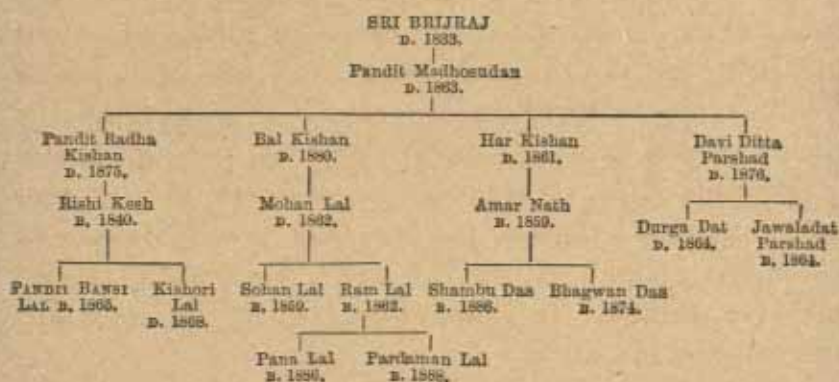 SRI BRIJRAJ
D. 1833.
Pandit Madhosudan
D. 1863.
Pandit Radha
Kishan
D. 1875.
Bal Kishan
D. 1880.
Har Kishan
D. 1861.
Davi Ditta
Parshad
D. 1876.
Rishi Kesh
B. 1840.
Mohan Lal
D. 1862.
Amar Nath
B. 1859.
Durga Dat
D. 1864.
Jawaladat
Parshad
B. 1864.
PANDIT BANSI
LAL B. 1865.
Kishori
Lal
D. 1868.
Sohan Lal
B. 1859.
Ram Lal
B. 1862.
Shambu Das
B. 1886.
Bhagwan Das
B. 1874.
Pana Lal
B. 1886.
Pardaman Lal
B. 1888.